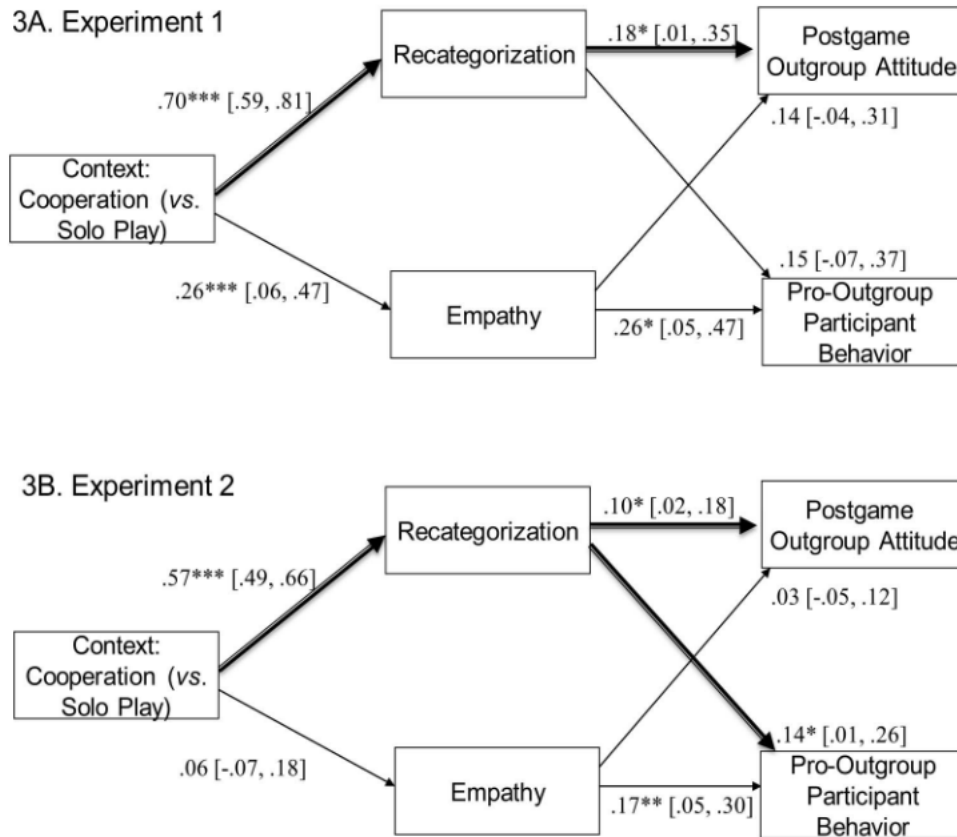 3A. Experiment 1
Recategorization
.18* [.01, .35]
Postgame
Outgroup Attitude
.70*** [.59, .81]
.14 [-.04, .31]
Context:
Cooperation (vs.
Solo Play)
.26*** [.06, .47]
Empathy
.15 [-.07, .37]
.26* [.05, .47]
Pro-Outgroup
Participant
Behavior
3B. Experiment 2
Recategorization
.10* [.02, .18]
Postgame
Outgroup Attitude
.57*** [.49, .66]
.03 [-.05, .12]
Context:
Cooperation (vs.
Solo Play)
.06 [-.07, .18]
Empathy
.14* [.01, .26]
.17** [.05, .30]
Pro-Outgroup
Participant
Behavior